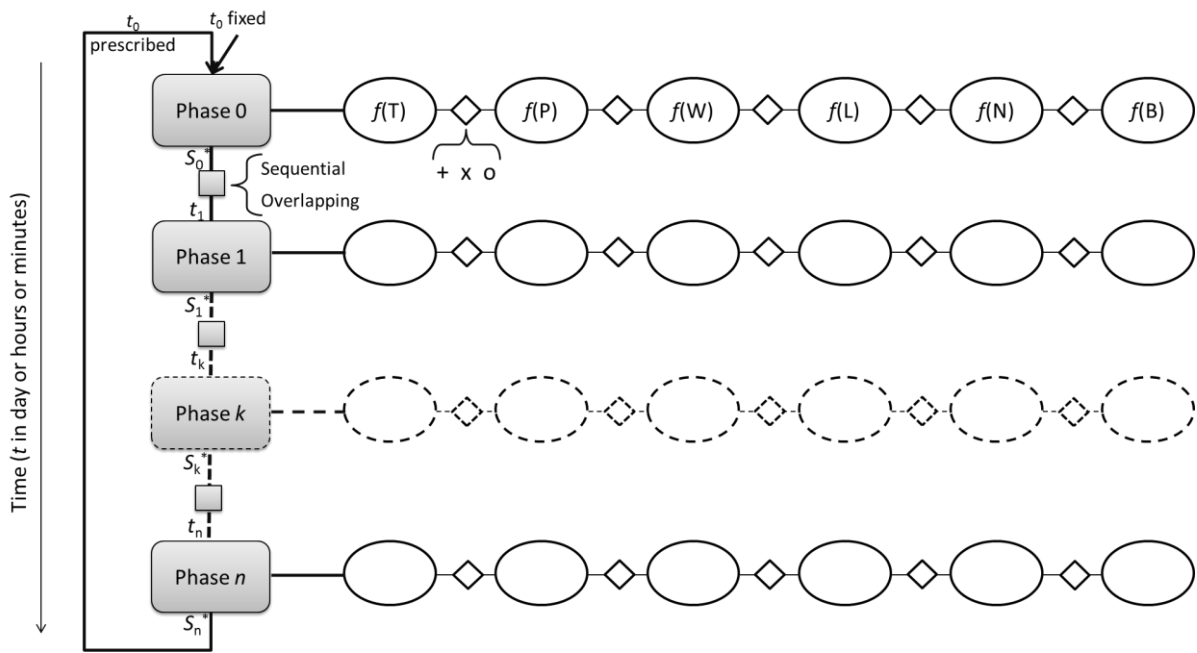 t0
prescribed
t0 fixed
Phase 0
f(T)
f(P)
f(W)
f(L)
f(N)
f(B)
+ x o
S0*
Sequential
Overlapping
t1
Phase 1
S1*
tk
Phase k
Sk*
tn
Phase n
Sn*
Time (t in day or hours or minutes)